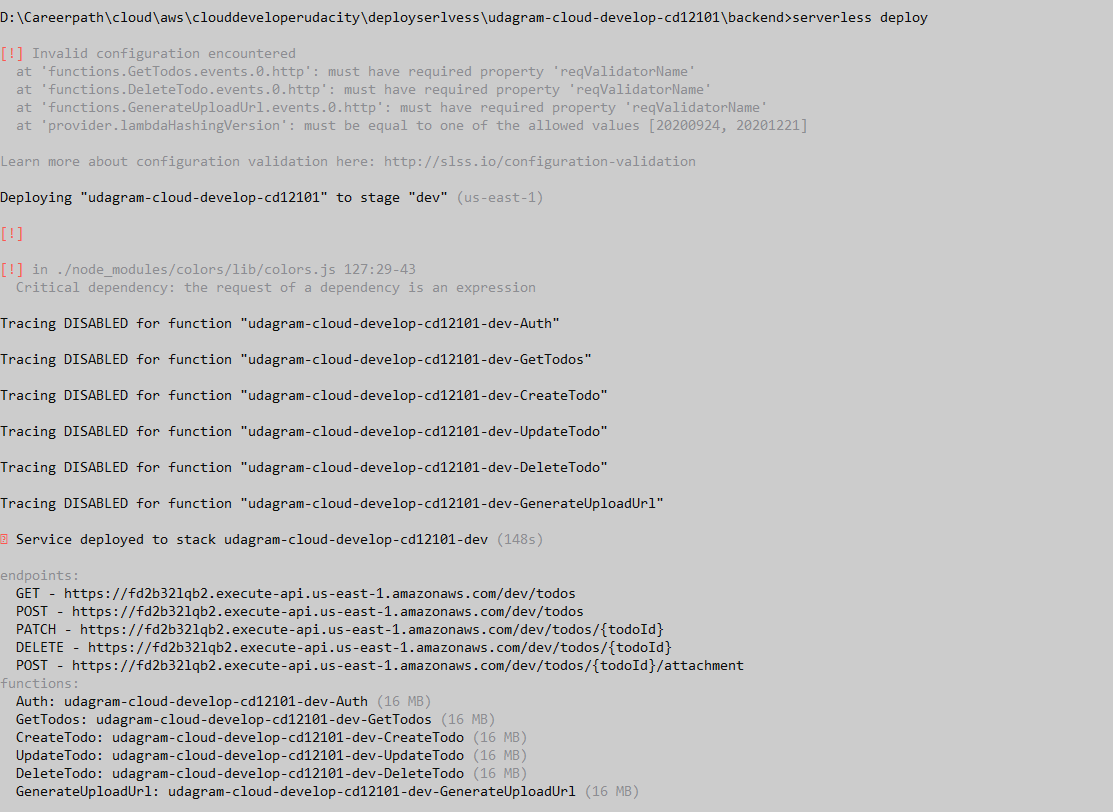 D:\Careerpath\cloud\aws\clouddeveloperudacity\deployserlvess\udagram-cloud-develop-cd12101\backend>serverless deploy
[!] Invalid configuration encountered
at 'functions.GetTodos.events.0.http': must have required property 'reqValidatorName'
at 'functions.DeleteTodo.events.0.http': must have required property 'reqValidatorName'
at 'functions.GenerateUploadUrl.events.0.http': must have required property 'reqValidatorName'
at 'provider.lambdaHashingVersion': must be equal to one of the allowed values [20200924, 20201221]
Learn more about configuration validation here: http://slss.io/configuration-validation
Deploying "udagram-cloud-develop-cd12101" to stage "dev" (us-east-1)
[!]
[!] in ./node_modules/colors/lib/colors.js 127:29-43
Critical dependency: the request of a dependency is an expression
Tracing DISABLED for function "udagram-cloud-develop-cd12101-dev-Auth"
Tracing DISABLED for function "udagram-cloud-develop-cd12101-dev-GetTodos"
Tracing DISABLED for function "udagram-cloud-develop-cd12101-dev-CreateTodo"
Tracing DISABLED for function "udagram-cloud-develop-cd12101-dev-UpdateTodo"
Tracing DISABLED for function "udagram-cloud-develop-cd12101-dev-DeleteTodo"
Tracing DISABLED for function "udagram-cloud-develop-cd12101-dev-GenerateUploadUrl"
Service deployed to stack udagram-cloud-develop-cd12101-dev (148s)
endpoints:
GET - https://fd2b32lqb2.execute-api.us-east-1.amazonaws.com/dev/todos
POST - https://fd2b32lqb2.execute-api.us-east-1.amazonaws.com/dev/todos
PATCH - https://fd2b32lqb2.execute-api.us-east-1.amazonaws.com/dev/todos/{todoId}
DELETE - https://fd2b32lqb2.execute-api.us-east-1.amazonaws.com/dev/todos/{todoId}
POST - https://fd2b32lqb2.execute-api.us-east-1.amazonaws.com/dev/todos/{todoId}/attachment
functions:
Auth: udagram-cloud-develop-cd12101-dev-Auth (16 MB)
GetTodos: udagram-cloud-develop-cd12101-dev-GetTodos (16 MB)
CreateTodo: udagram-cloud-develop-cd12101-dev-CreateTodo (16 MB)
UpdateTodo: udagram-cloud-develop-cd12101-dev-UpdateTodo (16 MB)
DeleteTodo: udagram-cloud-develop-cd12101-dev-DeleteTodo (16 MB)
GenerateUploadUrl: udagram-cloud-develop-cd12101-dev-GenerateUploadUrl (16 MB)